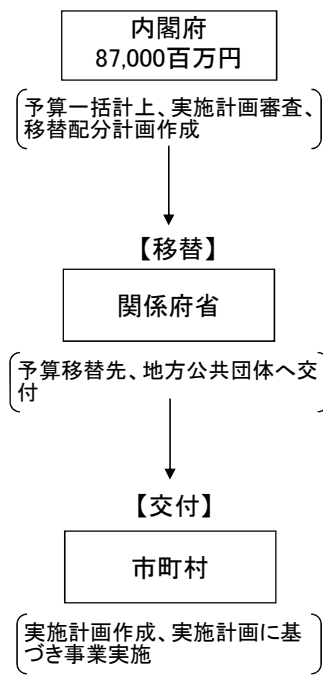 内閣府
87,000百万円
予算一括計上、実施計画審査、
移替配分計画作成
【移替】
関係府省
予算移替先、地方公共団体へ交
付
【交付】
市町村
実施計画作成、実施計画に基
づき事業実施